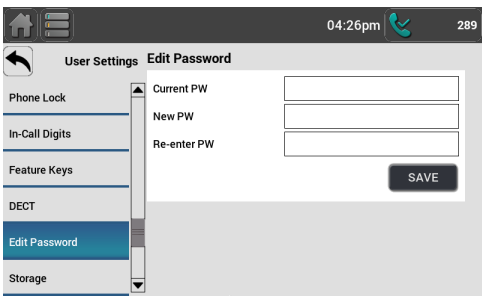 04:26pm 289
User Settings
Edit Password
Phone Lock
In-Call Digits
Feature Keys
DECT
Edit Password
Storage
Current PW
New PW
Re-enter PW
SAVE